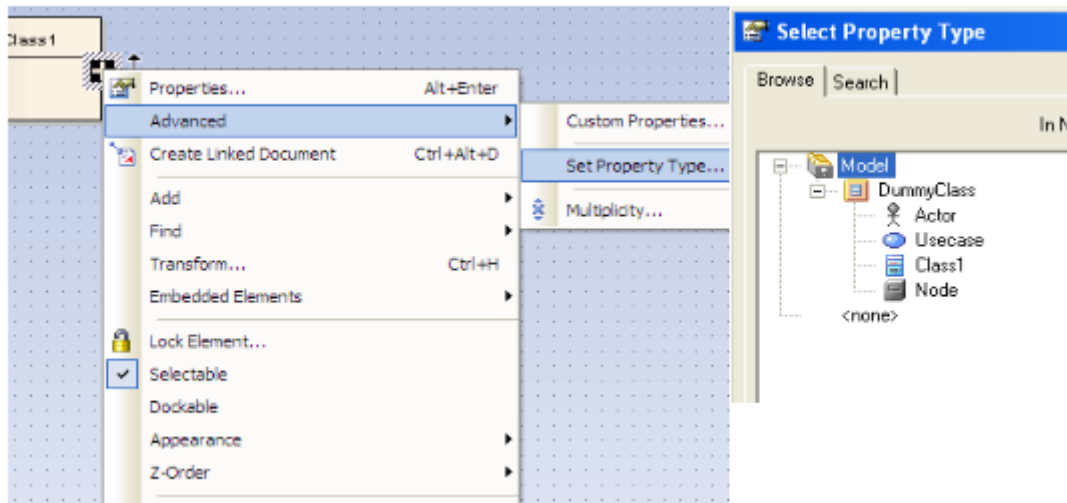 Class1
Properties... Alt+Enter
Advanced
Create Linked Document Ctrl+Alt+D
Add
Find
Transform... Ctrl+H
Embedded Elements
Lock Element...
Selectable
Dockable
Appearance
Z-Order
Custom Properties...
Set Property Type...
Multiplicity...
Select Property Type
Browse Search
In N
Model
DummyClass
Actor
Usecase
Class1
Node
<none>